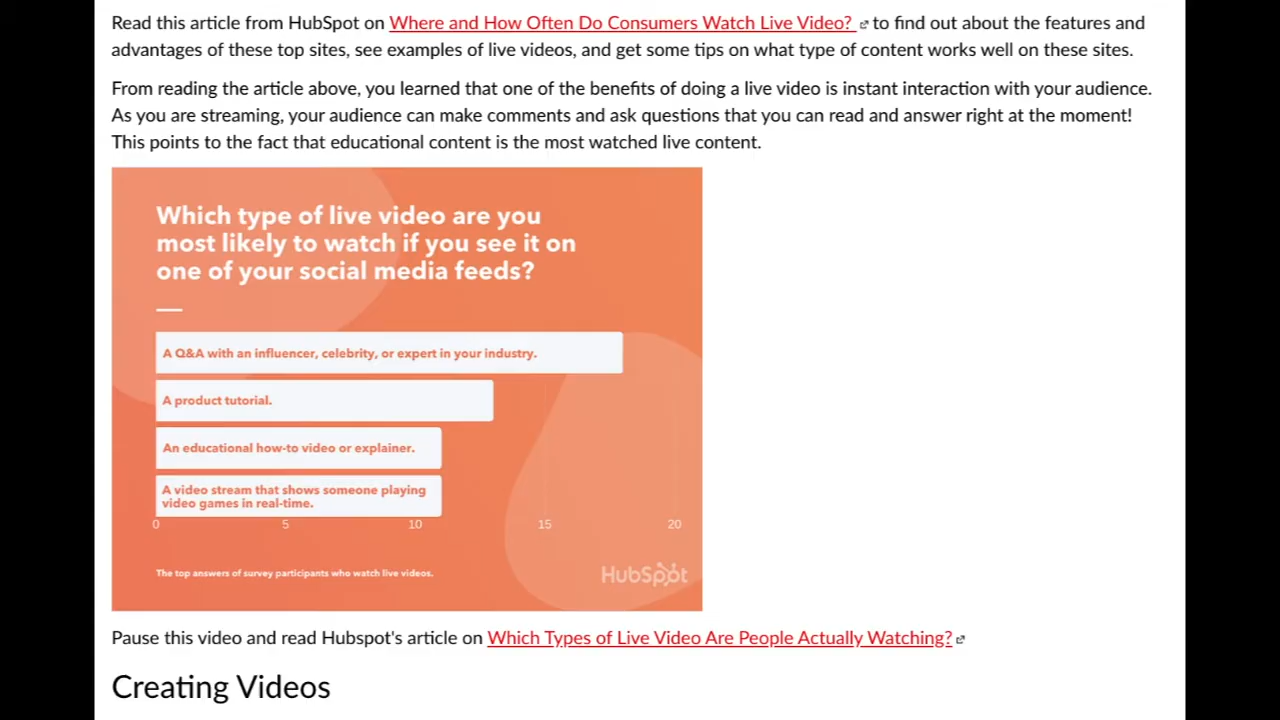 Read this article from HubSpot on Where and How Often Do Consumers Watch Live Video? to find out about the features and
advantages of these top sites, see examples of live videos, and get some tips on what type of content works well on these sites.
From reading the article above, you learned that one of the benefits of doing a live video is instant interaction with your audience.
As you are streaming, your audience can make comments and ask questions that you can read and answer right at the moment!
This points to the fact that educational content is the most watched live content.
Which type of live video are you
most likely to watch if you see it on
one of your social media feeds?
A Q&A with an influencer, celebrity, or expert in your industry.
A product tutorial.
An educational how-to video or explainer.
A video stream that shows someone playing
video games in real-time.
0 5 10 15 20
The top answers of survey participants who watch live videos.
HubSpot
Pause this video and read Hubspot's article on Which Types of Live Video Are People Actually Watching?
Creating Videos